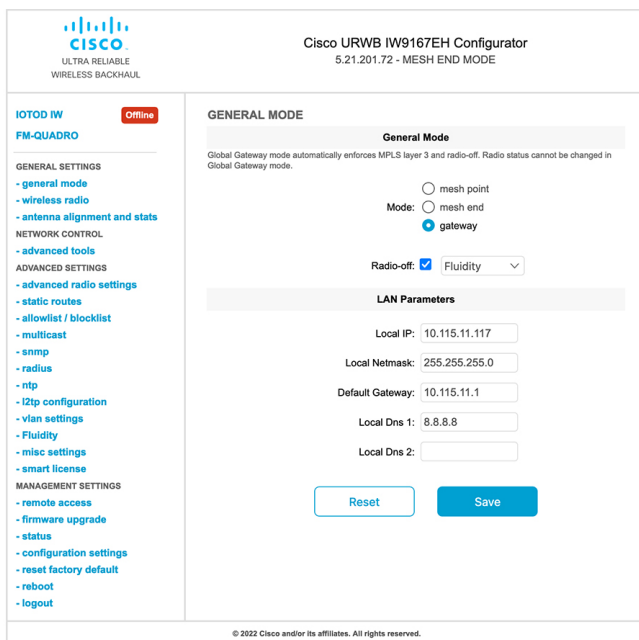 CISCO
ULTRA RELIABLE
WIRELESS BACKHAUL
Cisco URWB IW9167EH Configurator
5.21.201.72 - MESH END MODE
IOTOD IW
Offline
FM-QUADRO
GENERAL SETTINGS
- general mode
- wireless radio
- antenna alignment and stats
NETWORK CONTROL
- advanced tools
ADVANCED SETTINGS
- advanced radio settings
- static routes
- allowlist / blocklist
- multicast
- snmp
- radius
- ntp
- l2tp configuration
- vlan settings
- Fluidity
- misc settings
- smart license
MANAGEMENT SETTINGS
- remote access
- firmware upgrade
- status
- configuration settings
- reset factory default
- reboot
- logout
GENERAL MODE
General Mode
Global Gateway mode automatically enforces MPLS layer 3 and radio-off. Radio status cannot be changed in
Global Gateway mode.
mesh point
Mode: mesh end
gateway
Radio-off: Fluidity
LAN Parameters
Local IP: 10.115.11.117
Local Netmask: 255.255.255.0
Default Gateway: 10.115.11.1
Local Dns 1: 8.8.8.8
Local Dns 2:
Reset Save
© 2022 Cisco and/or its affiliates. All rights reserved.